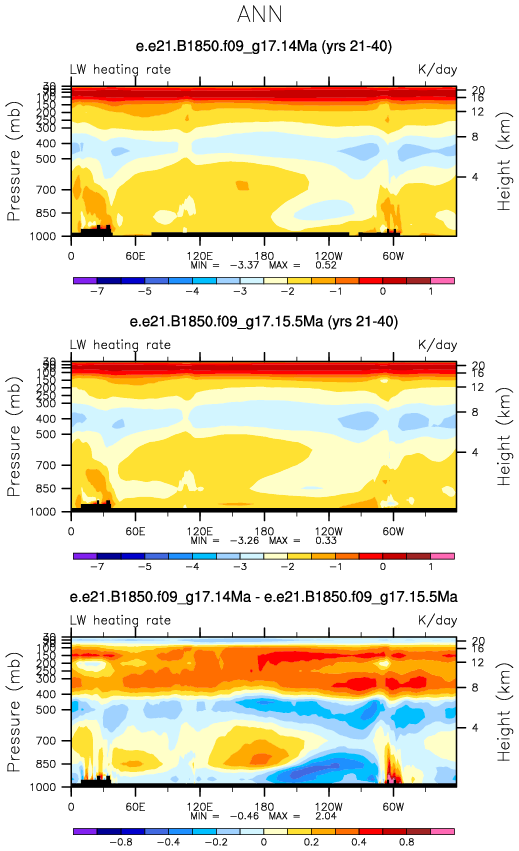 ANN
e.e21.B1850.f09_g17.14Ma (yrs 21-40)
LW heating rate K/day
30
50
100
150
200
250
300
400
500
700
850
1000
Pressure (mb)
20
16
12
8
4
Height (km)
0 60E 120E 180 120W 60W
MIN = -3.37 MAX = 0.52
-7 -5 -4 -3 -2 -1 0 1
e.e21.B1850.f09_g17.15.5Ma (yrs 21-40)
LW heating rate K/day
30
50
100
150
200
250
300
400
500
700
850
1000
Pressure (mb)
20
16
12
8
4
Height (km)
0 60E 120E 180 120W 60W
MIN = -3.26 MAX = 0.33
-7 -5 -4 -3 -2 -1 0 1
e.e21.B1850.f09_g17.14Ma - e.e21.B1850.f09_g17.15.5Ma
LW heating rate K/day
30
50
100
150
200
250
300
400
500
700
850
1000
Pressure (mb)
20
16
12
8
4
Height (km)
0 60E 120E 180 120W 60W
MIN = -0.46 MAX = 2.04
-0.8 -0.4 -0.2 0 0.2 0.4 0.8